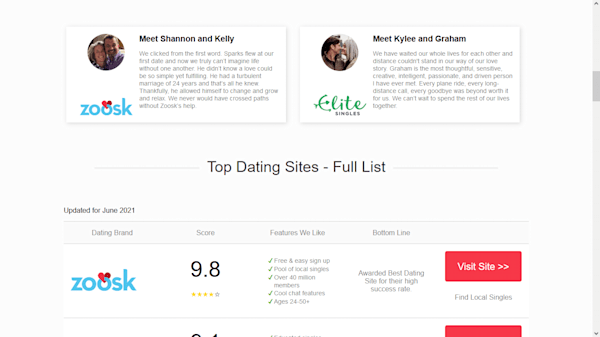 Meet Shannon and Kelly
We clicked from the first word. Sparks flew at our
first date and now we truly can't imagine life
without one another. He didn't know a love could
be so simple yet fulfilling. He had a turbulent
marriage of 24 years and that's all he knew.
Thankfully, he allowed himself to change and grow
and relax. We never would have crossed paths
without Zoosk's help.
zoosk
Meet Kylee and Graham
We have waited our whole lives for each other and
distance couldn't stand in our way of our love
story. Graham is the most thoughtful, sensitive,
creative, intelligent, passionate, and driven person
I have ever met. Every plane ride, every long-
distance call, every goodbye was beyond worth it
for us. We can't wait to spend the rest of our lives
together.
Elite
SINGLES
Top Dating Sites - Full List
Updated for June 2021
Dating Brand Score Features We Like Bottom Line
zoosk
9.8
Free & easy sign up
Pool of local singles
Over 40 million
members
Cool chat features
Ages 24-50+
Awarded Best Dating
Site for their high
success rate
Visit Site >>
Find Local Singles